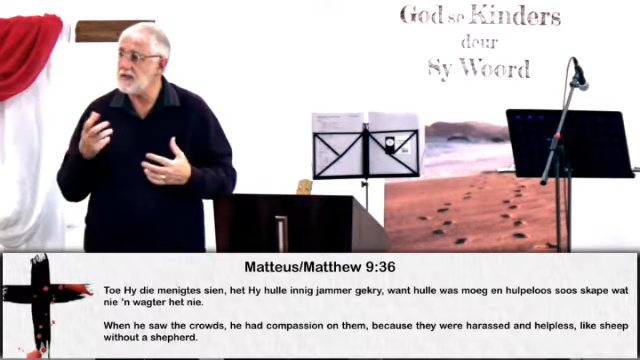 God se Kinders
deur
Sy Woord
Matteus/Matthew 9:36
Toe Hy die menigtes sien, het Hy hulle innig jammer gekry, want hulle was moeg en hulpeloos soos skape wat
nie 'n wagter het nie.
When he saw the crowds, he had compassion on them, because they were harassed and helpless, like sheep
without a shepherd.